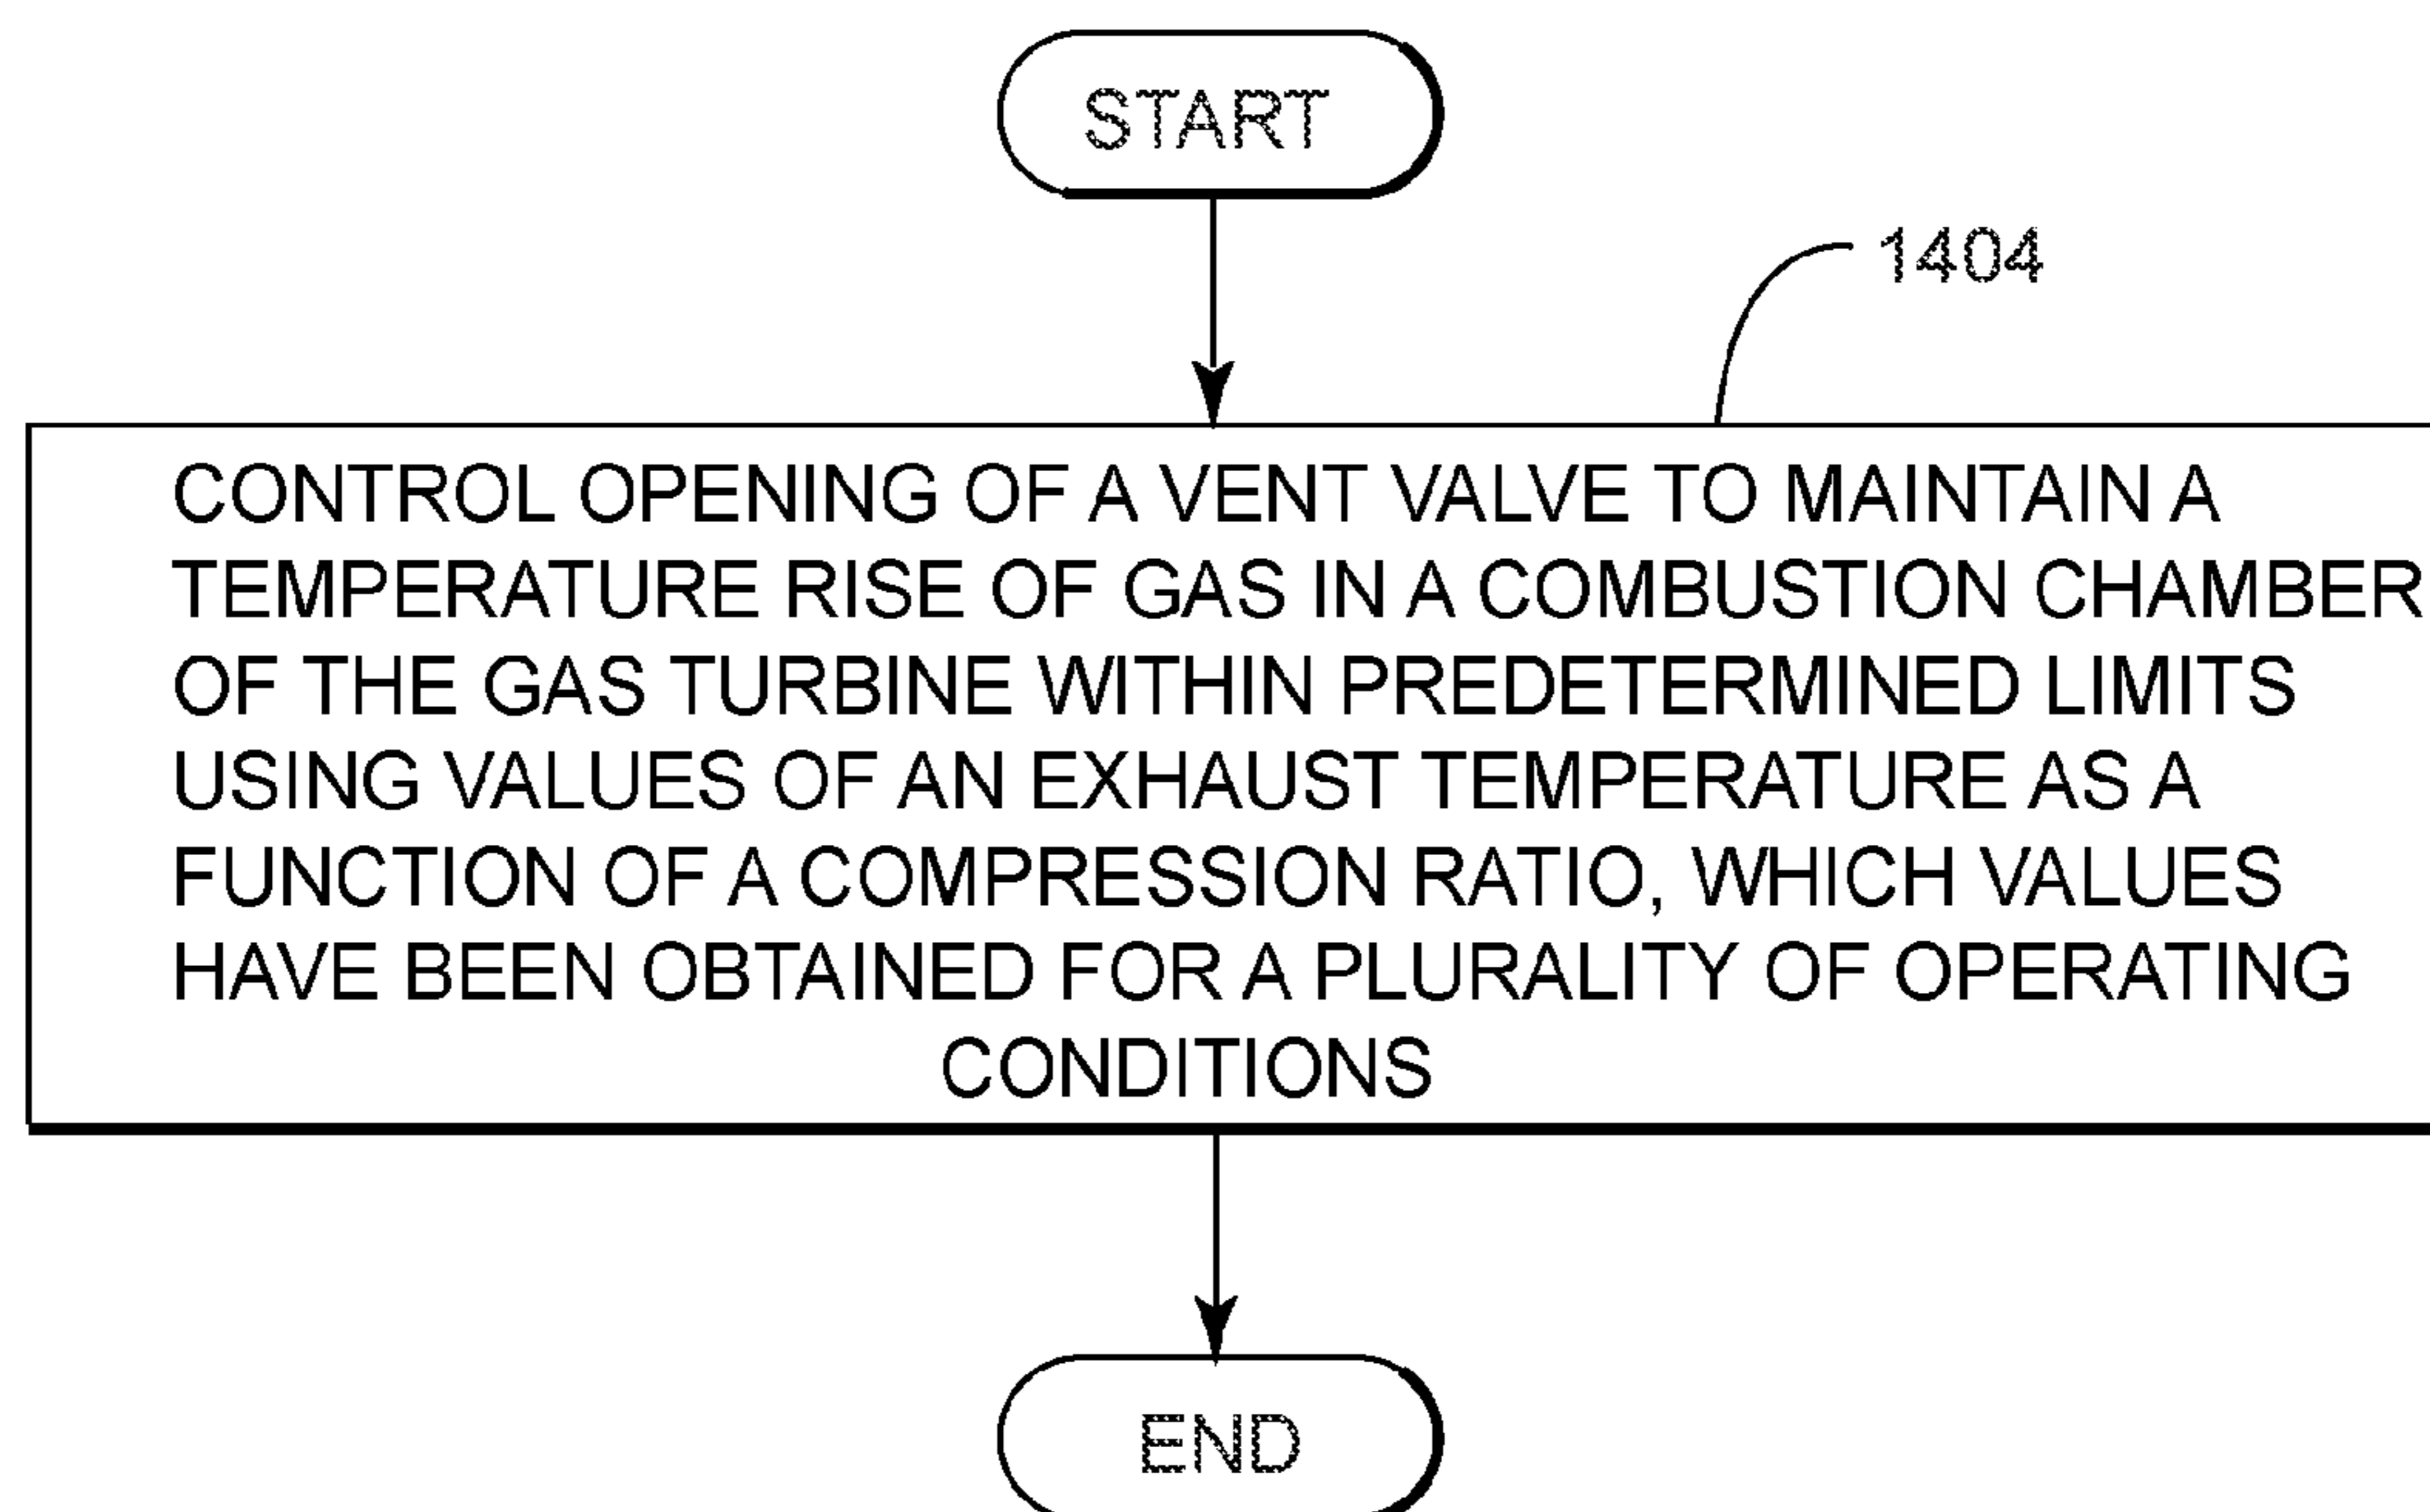 START
1404
CONTROL OPENING OF A VENT VALVE TO MAINTAIN A
TEMPERATURE RISE OF GAS IN A COMBUSTION CHAMBER
OF THE GAS TURBINE WITHIN PREDETERMINED LIMITS
USING VALUES OF AN EXHAUST TEMPERATURE AS A
FUNCTION OF A COMPRESSION RATIO, WHICH VALUES
HAVE BEEN OBTAINED FOR A PLURALITY OF OPERATING
CONDITIONS
END